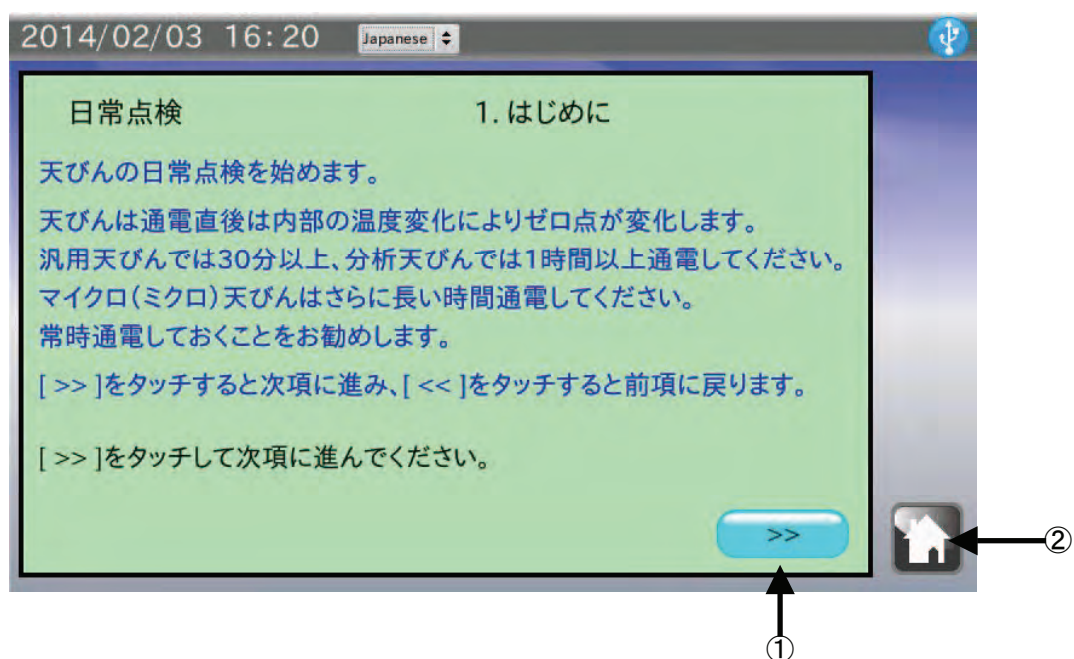 2014/02/03 16:20 Japanese
日常点検 1.はじめに
天びんの日常点検を始めます。
天びんは通電直後は内部の温度変化によりゼロ点が変化します。
汎用天びんでは30分以上、分析天びんでは1時間以上通電してください。
マイクロ(ミクロ)天びんはさらに長い時間通電してください。
常時通電しておくことをお勧めします。
[ >> ]をタッチすると次項に進み、[ << ]をタッチすると前項に戻ります。
[ >> ]をタッチして次項に進んでください。
>>
②
①